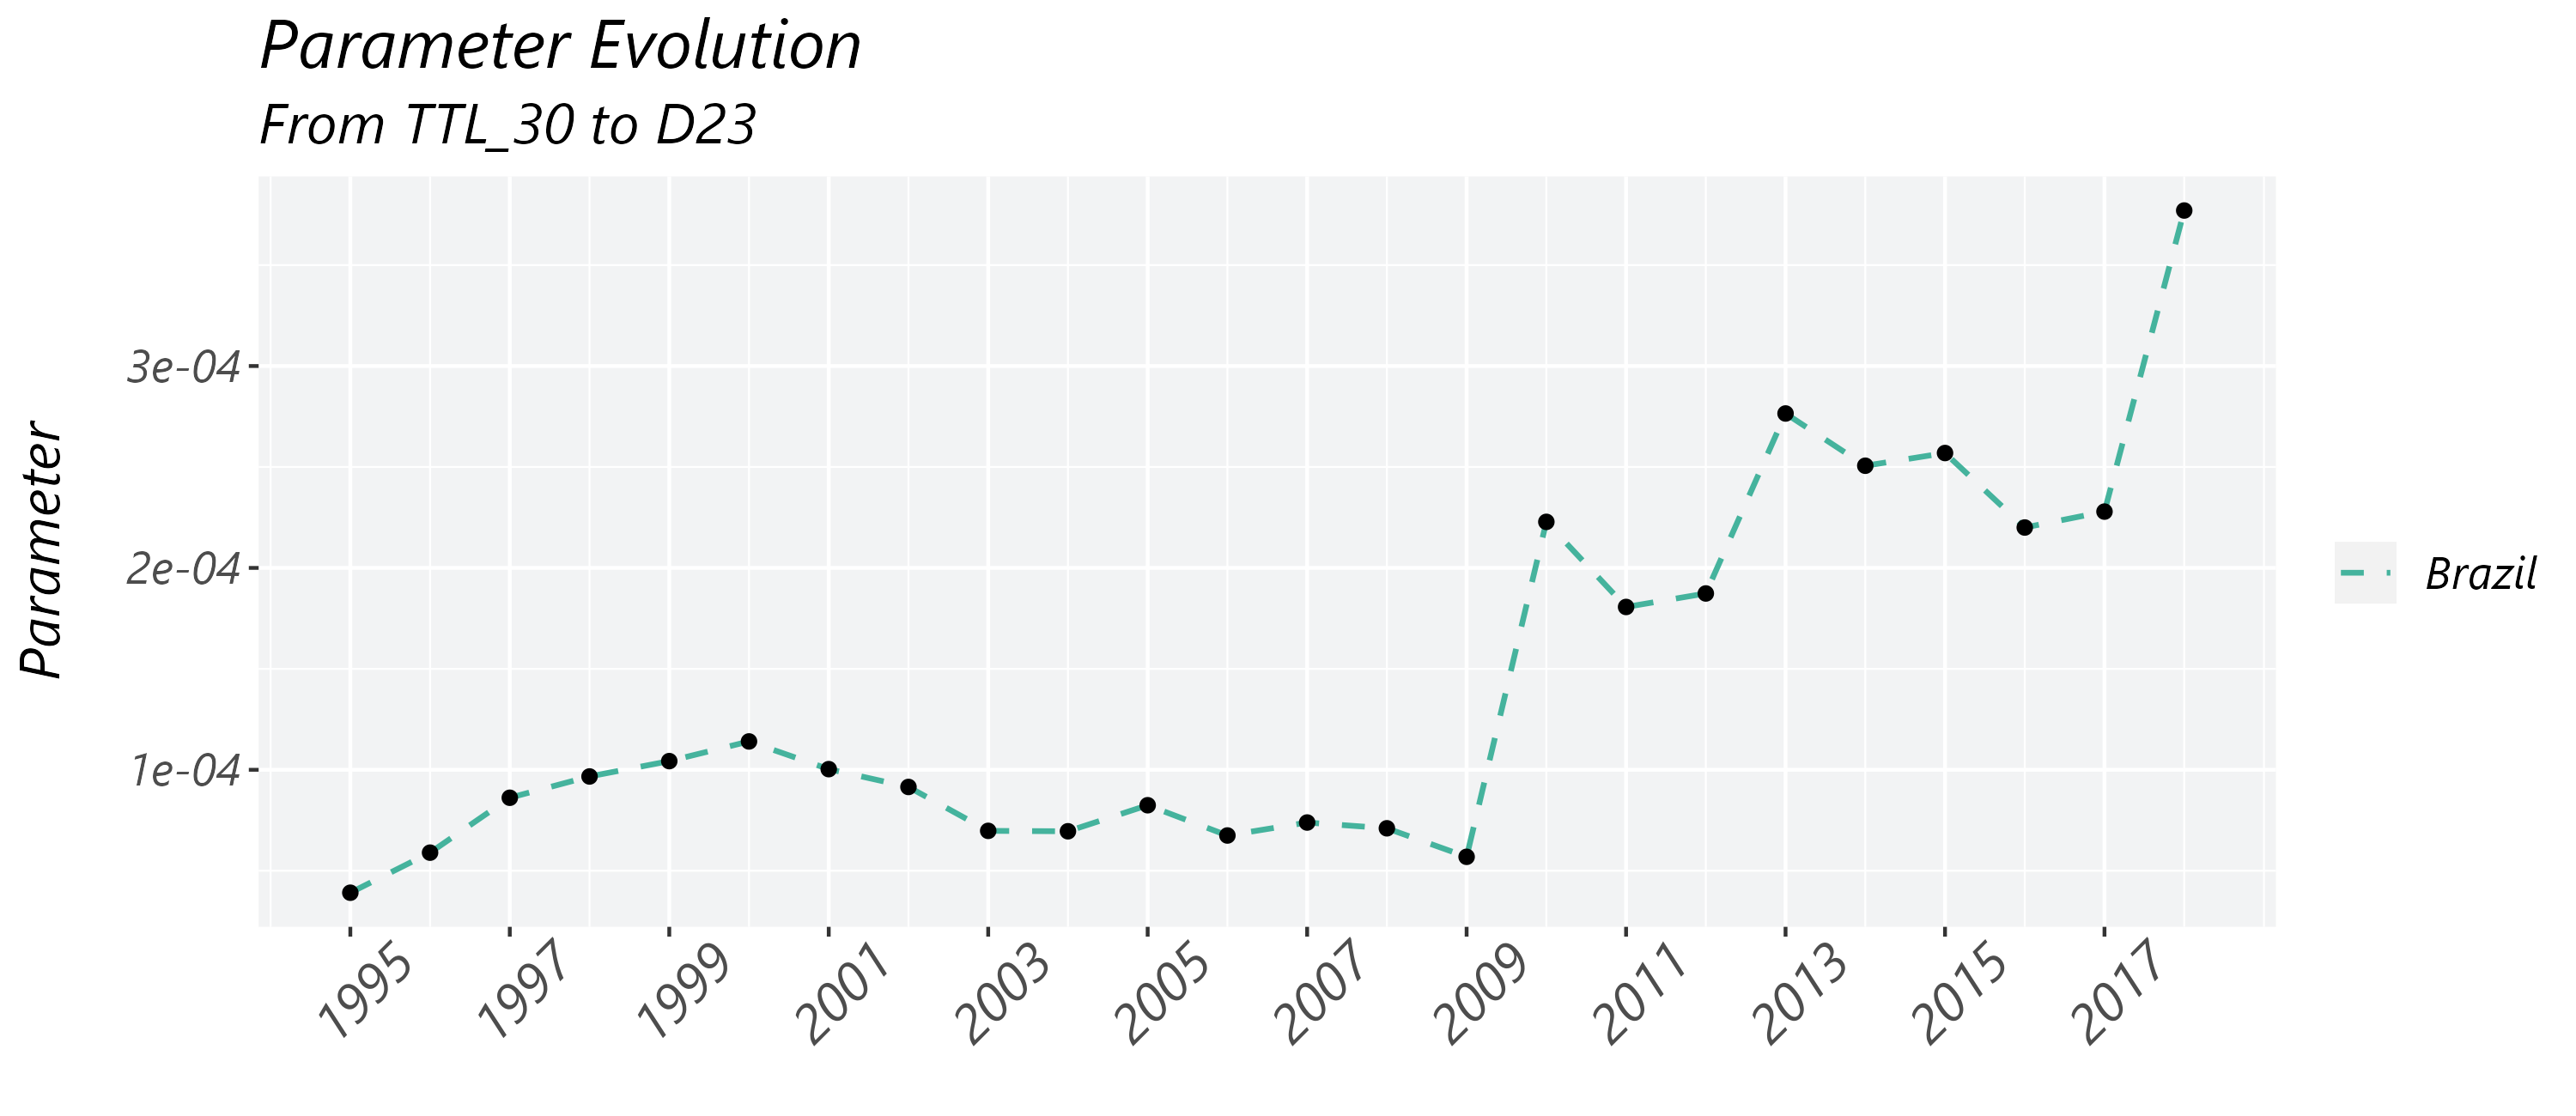 Parameter Evolution
From TTL_30 to D23
Parameter
3e-04
2e-04
1e-04
1995
1997
1999
2001
2003
2005
2007
2009
2011
2013
2015
2017
Brazil